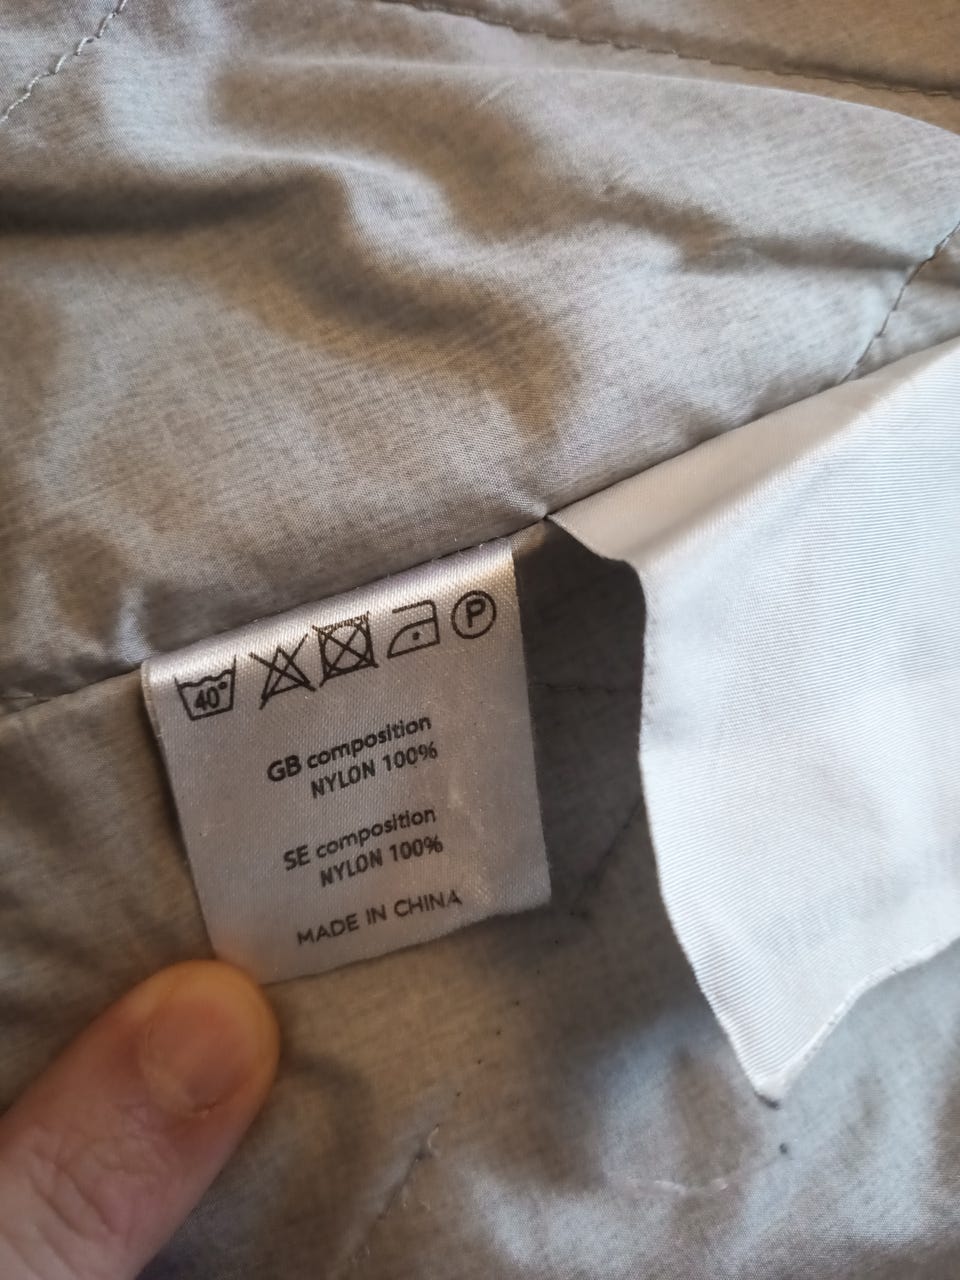 40° P
GB composition
NYLON 100%
SE composition
NYLON 100%
MADE IN CHINA